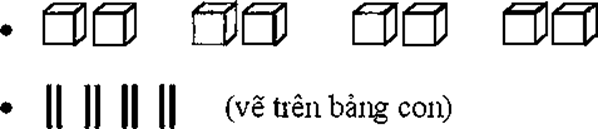 (vẽ trên bảng con)